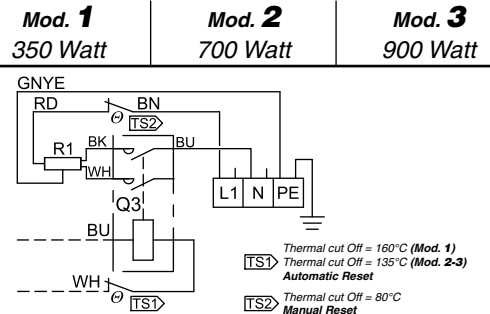 Mod. 1 Mod. 2 Mod. 3
350 Watt 700 Watt 900 Watt
GNYE
RD BN
Θ TS2
R1 BK BU
WH
L1 N PE
Q3
BU
Thermal cut Off = 160°C (Mod. 1)
TS1 Thermal cut Off = 135°C (Mod. 2-3)
Automatic Reset
WH
Θ TS1
TS2 Thermal cut Off = 80°C
Manual Reset